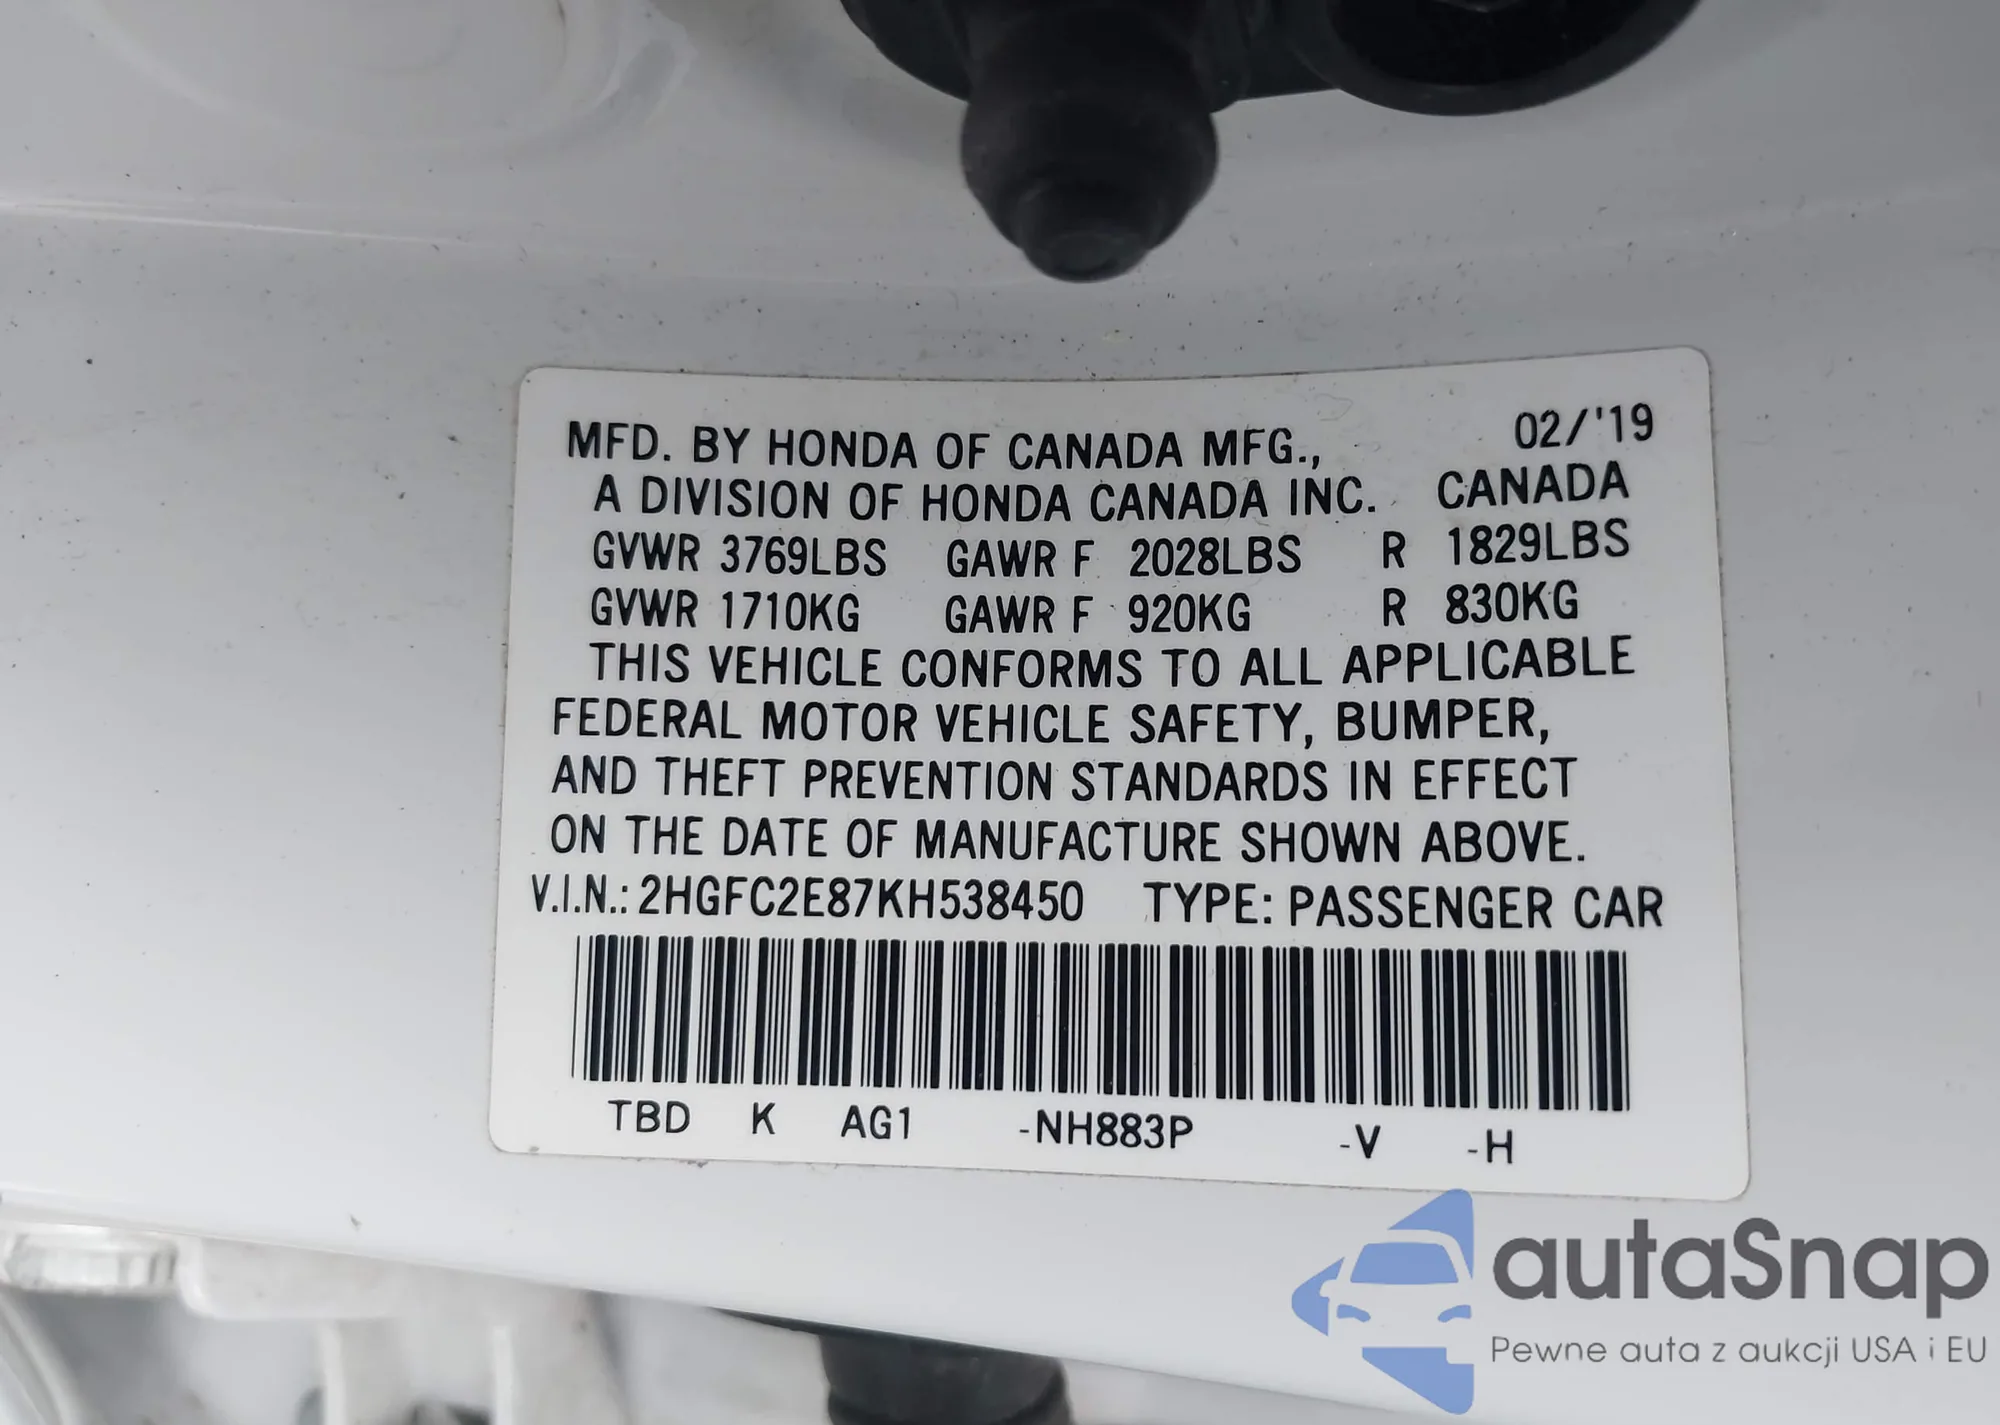 02/'19
MFD. BY HONDA OF CANADA MFG.,
A DIVISION OF HONDA CANADA INC. CANADA
GVWR 3769LBS GAWR F 2028LBS R 1829LBS
GVWR 1710KG GAWR F 920KG R 830KG
THIS VEHICLE CONFORMS TO ALL APPLICABLE
FEDERAL MOTOR VEHICLE SAFETY, BUMPER,
AND THEFT PREVENTION STANDARDS IN EFFECT
ON THE DATE OF MANUFACTURE SHOWN ABOVE.
V.I.N.: 2HGFC2E87KH538450 TYPE: PASSENGER CAR
TBD K AG1 -NH883P -V -H
autaSnap
Pewne auta z aukcji USA i EU